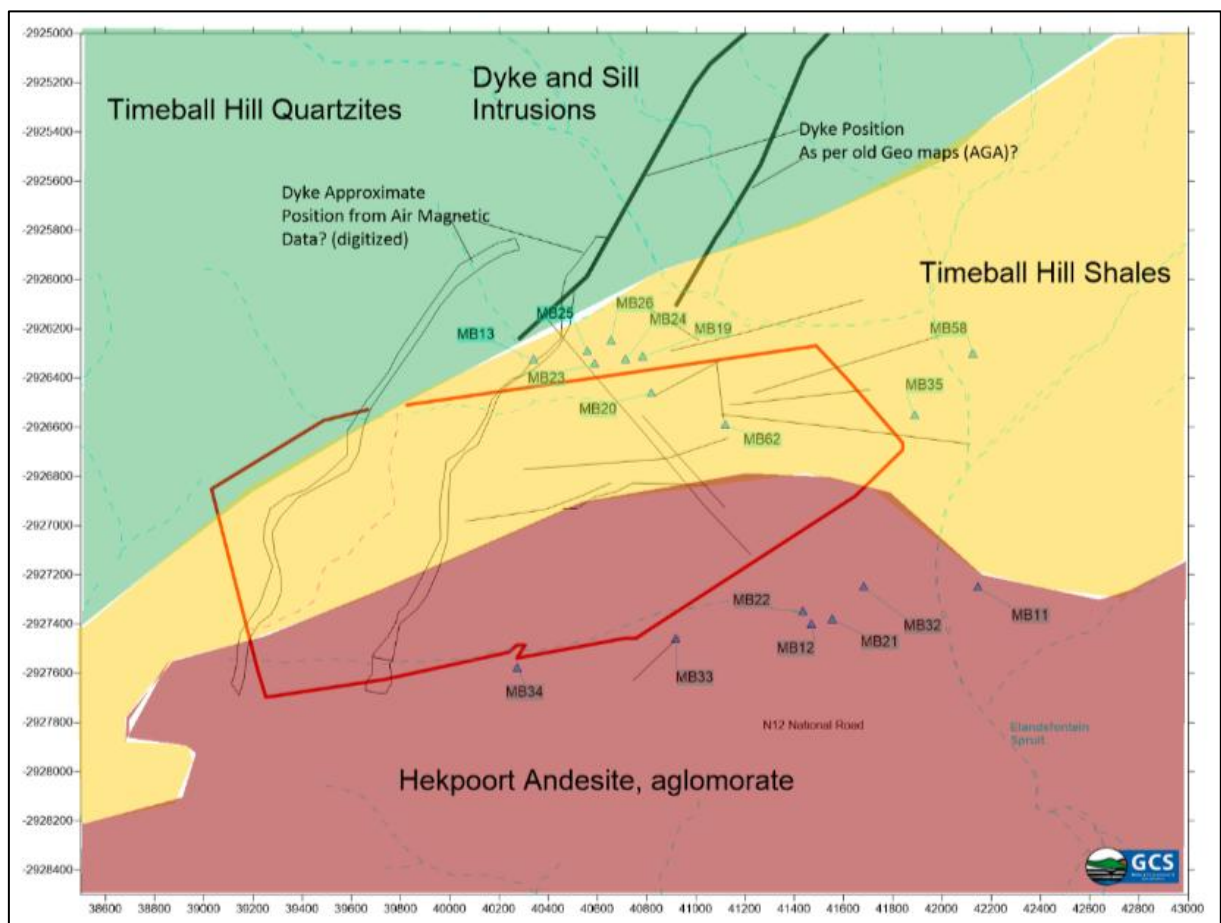 -2925000
-2925200
-2925400
-2925600
-2925800
-2926000
-2926200
-2926400
-2926600
-2926800
-2927000
-2927200
-2927400
-2927600
-2927800
-2928000
-2928200
-2928400
Timeball Hill Quartzites
Dyke and Sill
Intrusions
Dyke Position
As per old Geo maps (AGA)?
Dyke Approximate
Position from Air Magnetic
Data? (digitized)
Timeball Hill Shales
MB26
MB25
MB24
MB19
MB13
MB58
MB23
MB35
MB20
MB62
MB22
MB11
MB32
MB12
MB21
MB33
MB34
N12 National Road
Elandsfontein
Spruit
Hekpoort Andesite, aglomorate
GCS
38600 38800 39000 39200 39400 39600 39800 40000 40200 40400 40600 40800 41000 41200 41400 41600 41800 42000 42200 42400 42600 42800 43000